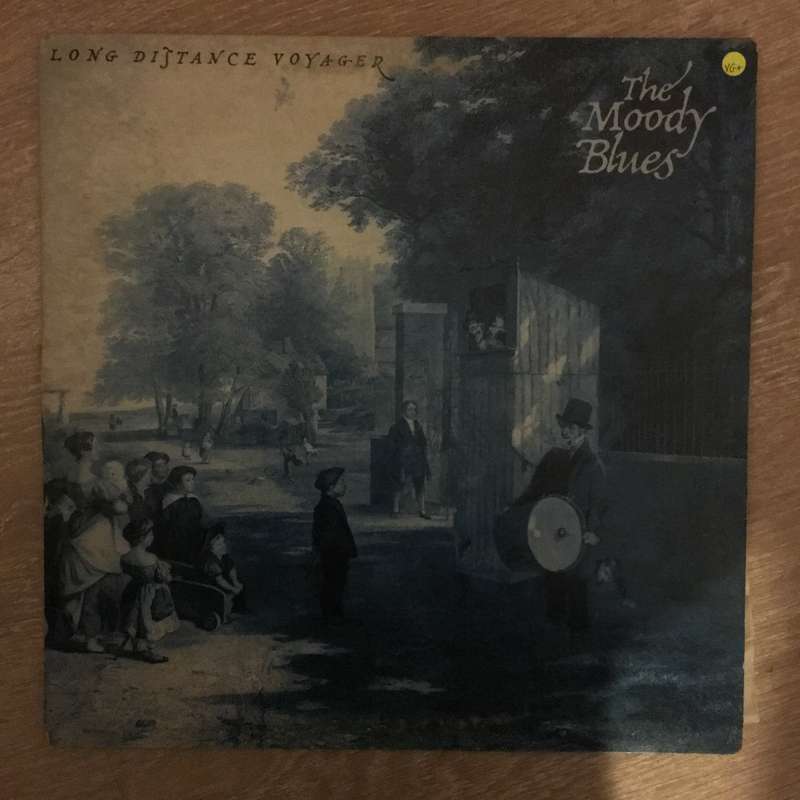 LONG DISTANCE VOYAGER
The
Moody
Blues
VG+